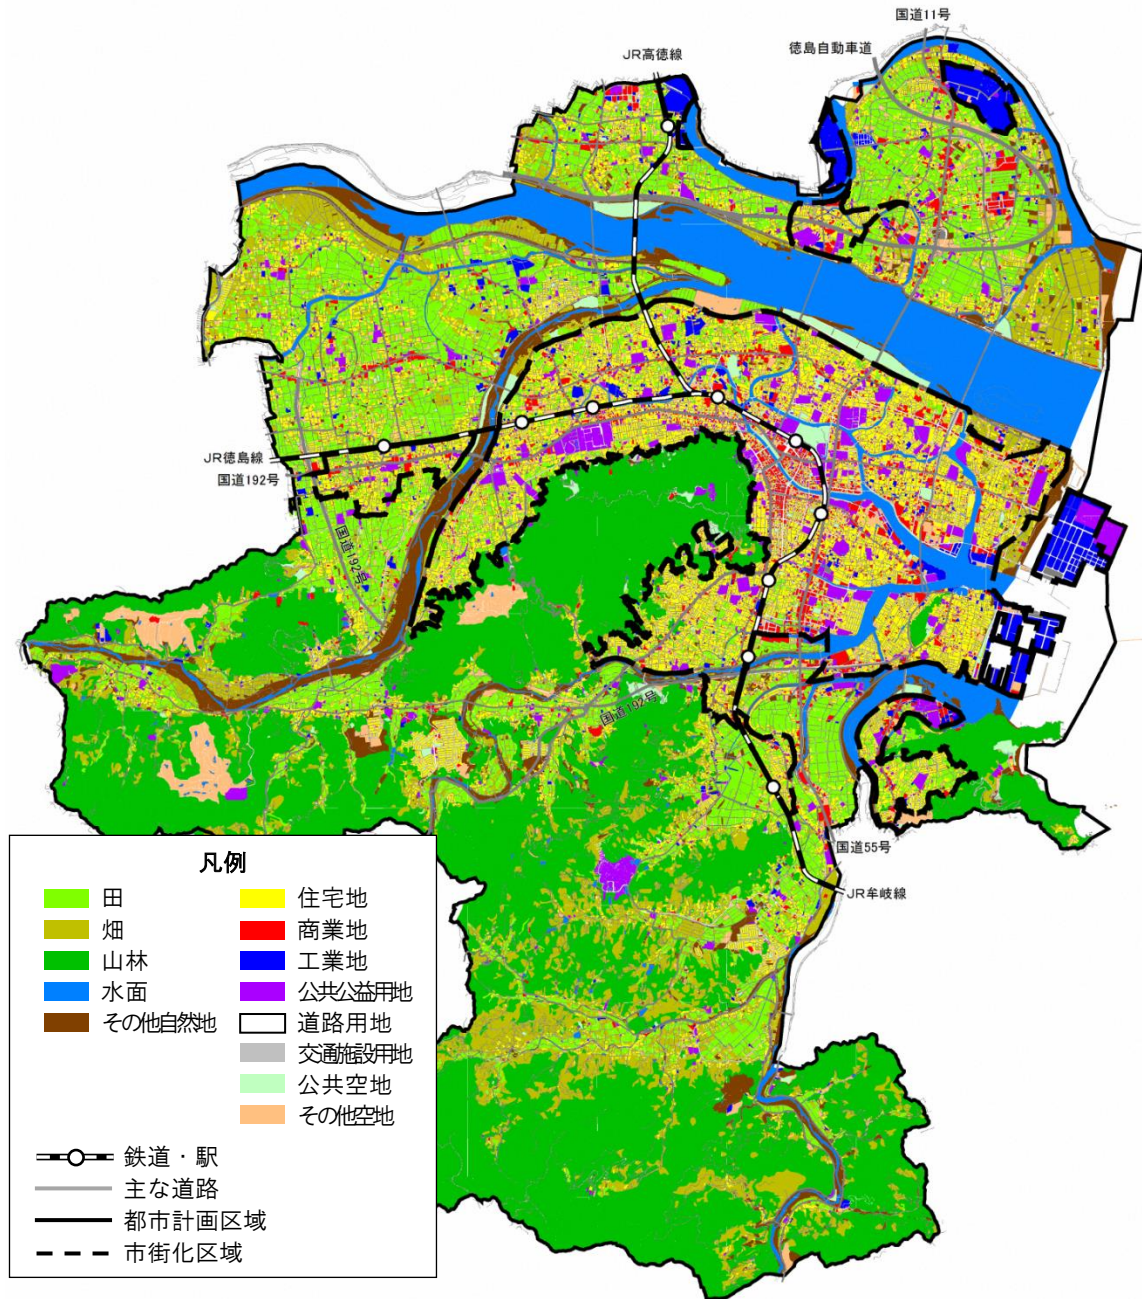 国道11号
徳島自動車道
JR高徳線
JR徳島線
国道192号
国道192号
国道192号
国道55号
JR牟岐線
凡例
田
畑
山林
水面
その他自然地
住宅地
商業地
工業地
公共公益用地
道路用地
交通施設用地
公共空地
その他空地
鉄道・駅
主な道路
都市計画区域
市街化区域